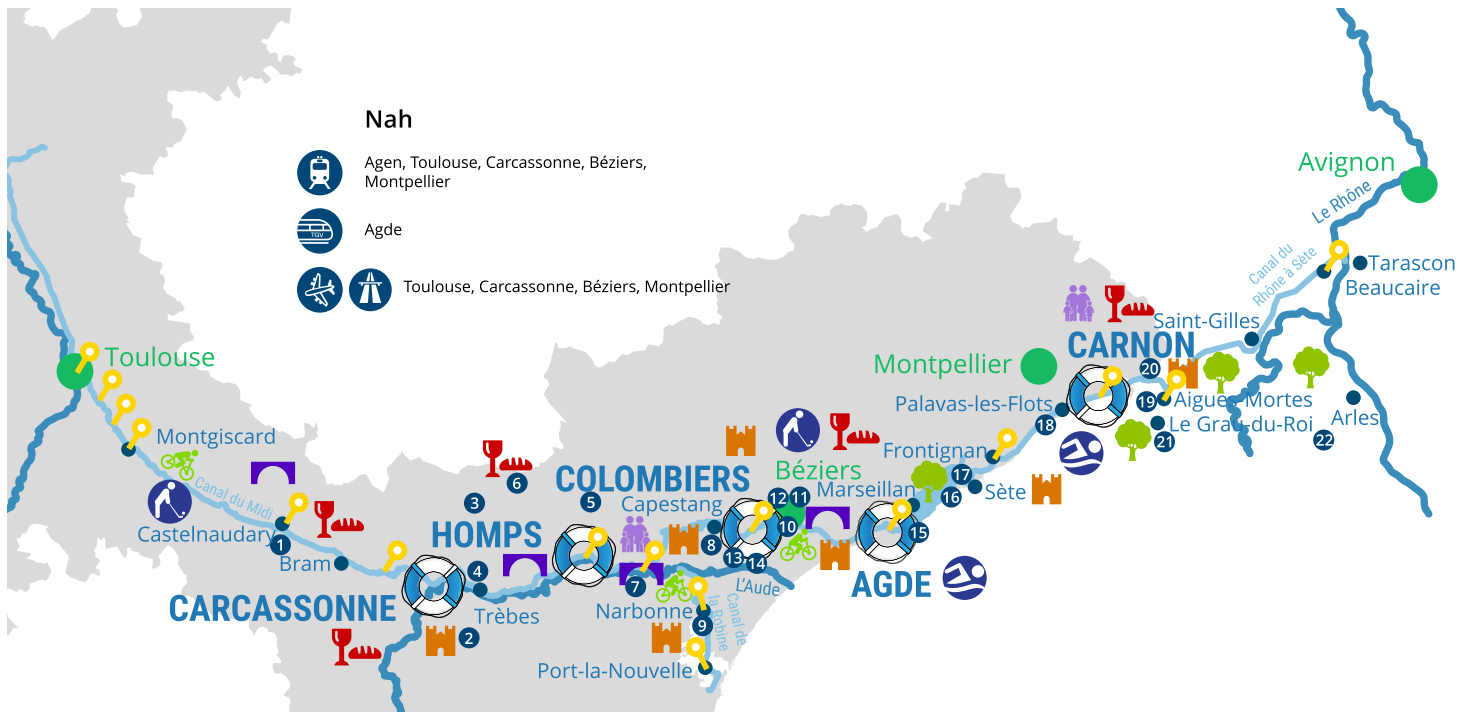 Nah
Agen, Toulouse, Carcassonne, Béziers,
Montpellier
TGV
Agde
Toulouse, Carcassonne, Béziers, Montpellier
Avignon
Le Rhône
Canal du
Rhône à Sète
Tarascon
Beaucaire
Saint-Gilles
CARNON
Toulouse
Montpellier
20
Palavas-les-Flots
19
Aigues-Mortes
Arles
18
Le Grau-du-Roi
21
22
Montgiscard
Frontignan
Béziers
COLOMBIERS
17
Canal du Midi
6
Marseillan
16
Sète
3
5
Capestang
12
11
Castelnaudary
HOMPS
10
15
1
8
13
14
Bram
4
7
L'Aude
AGDE
CARCASSONNE
Trèbes
Narbonne
Canal de
la Robine
9
2
Port-la-Nouvelle